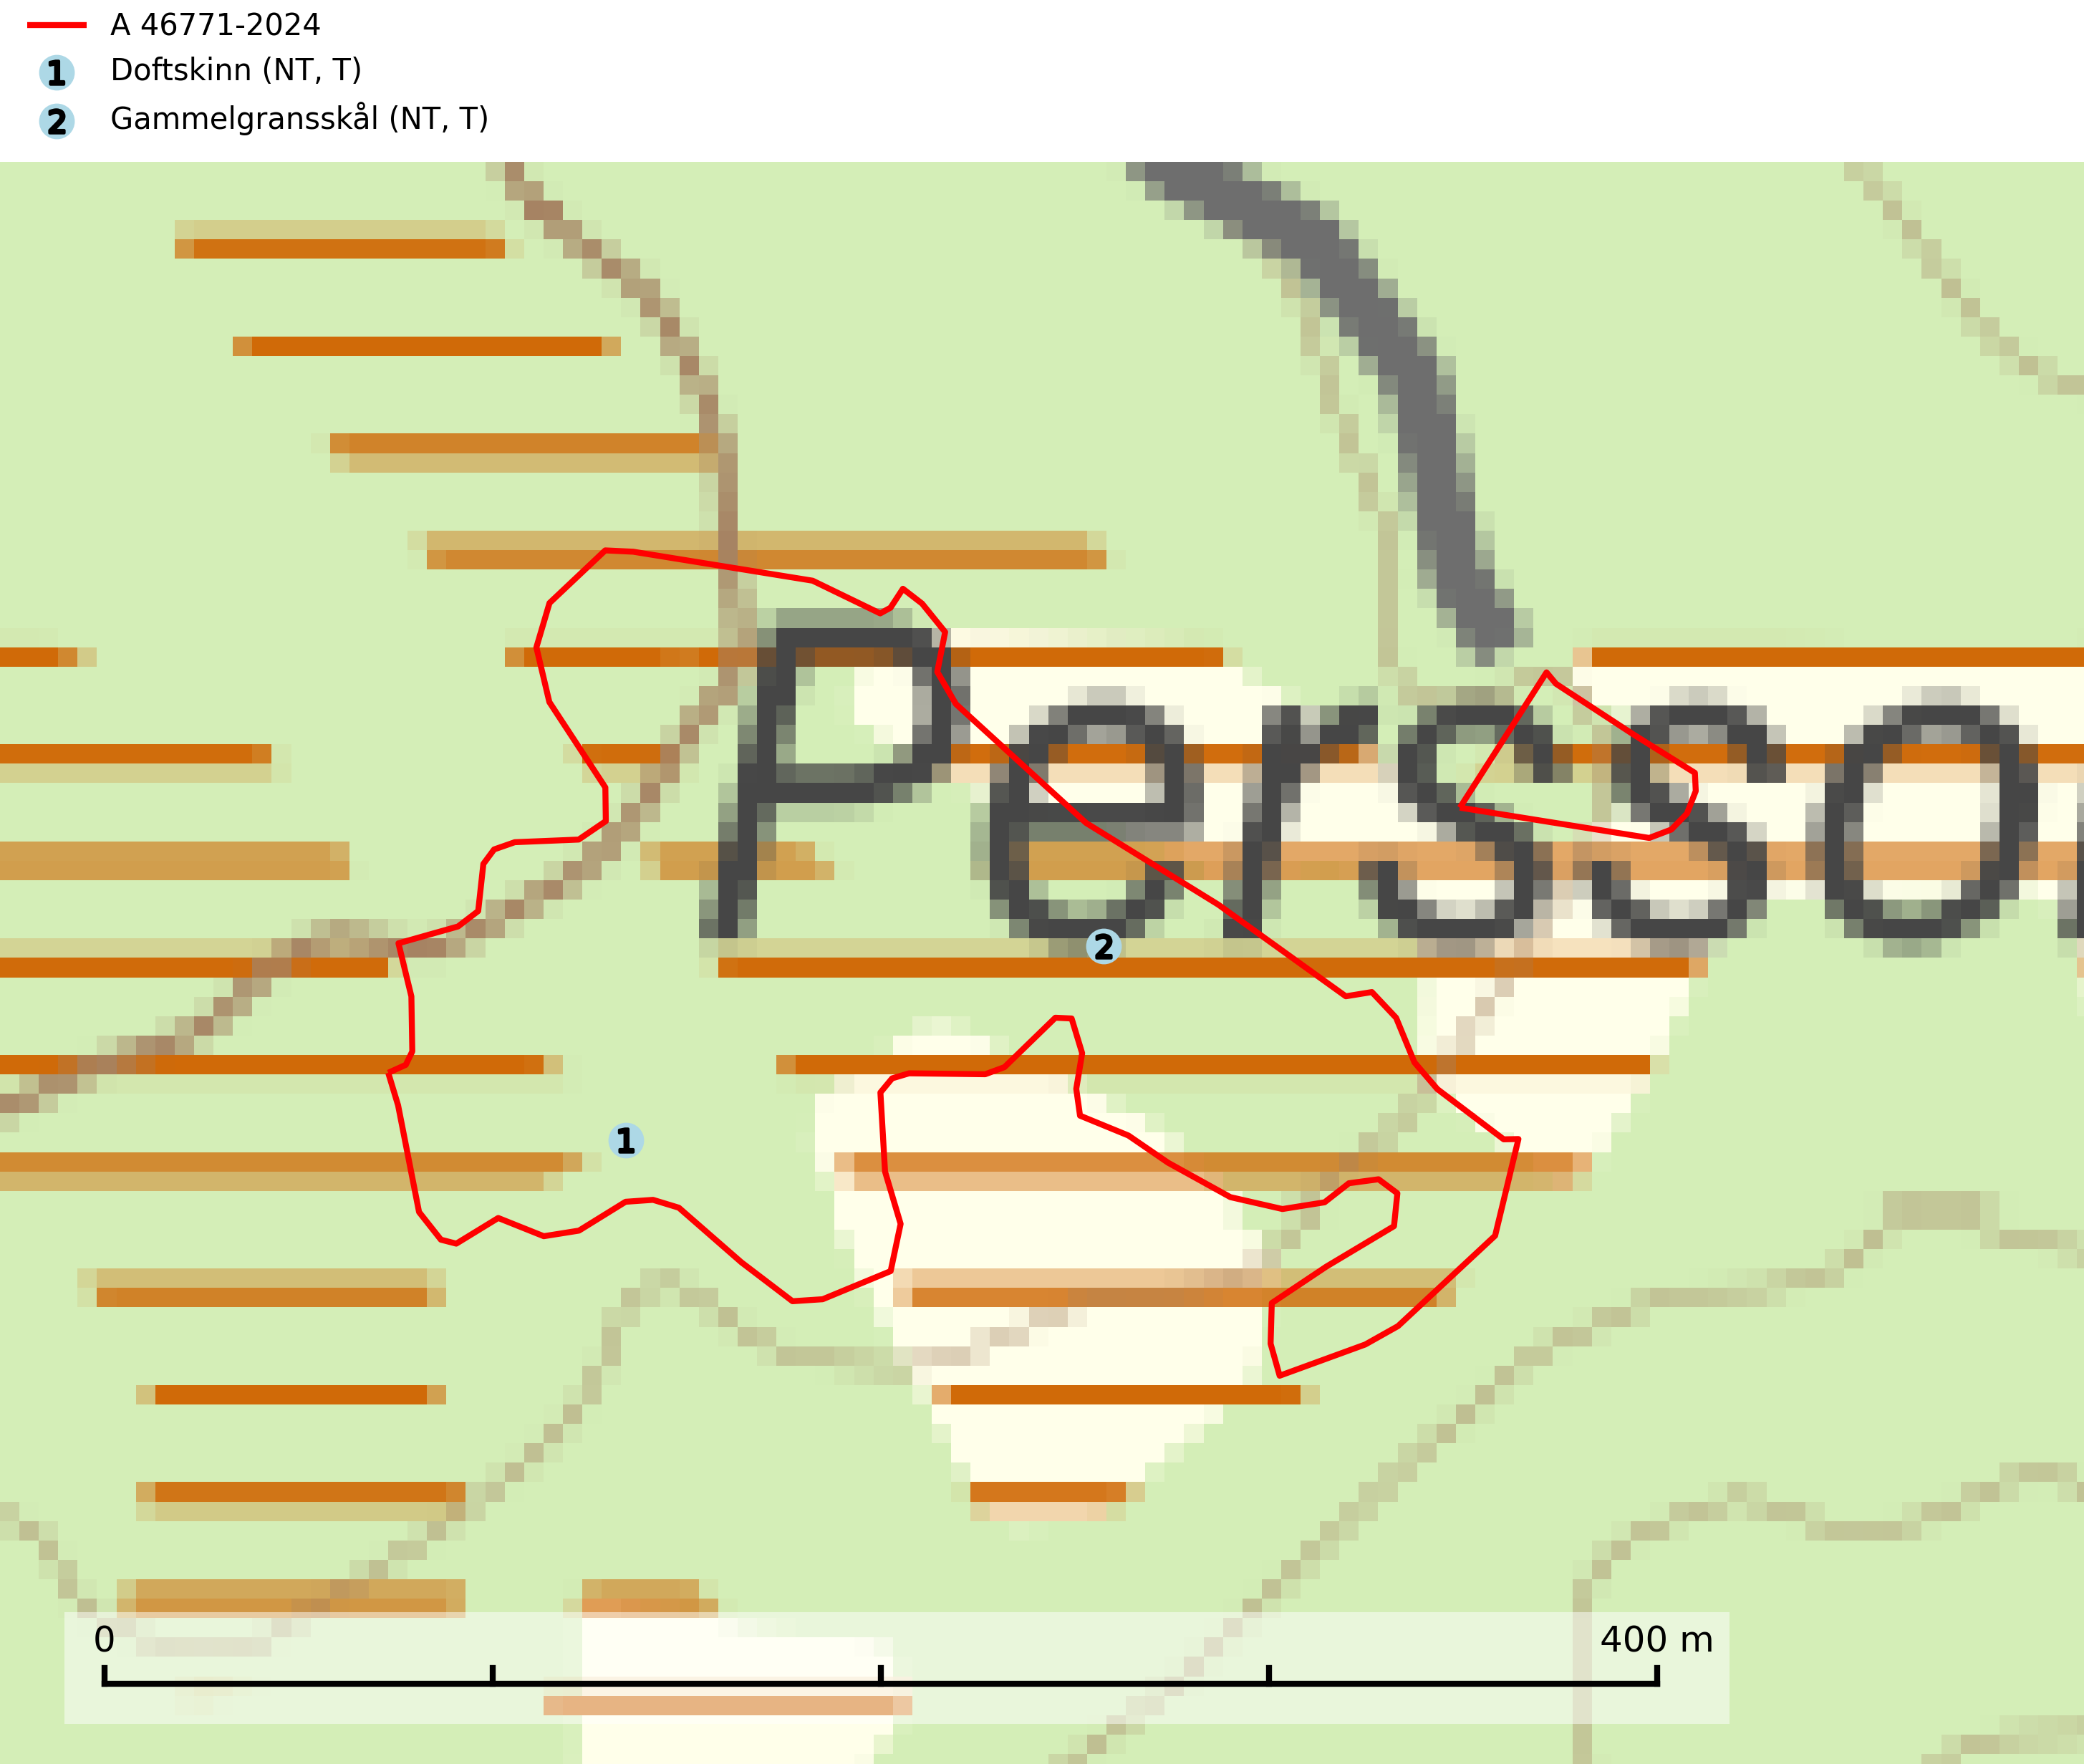 A 46771-2024
1 Doftskinn (NT, T)
2 Gammelgransskål (NT, T)
Persso
2
1
0 400 m